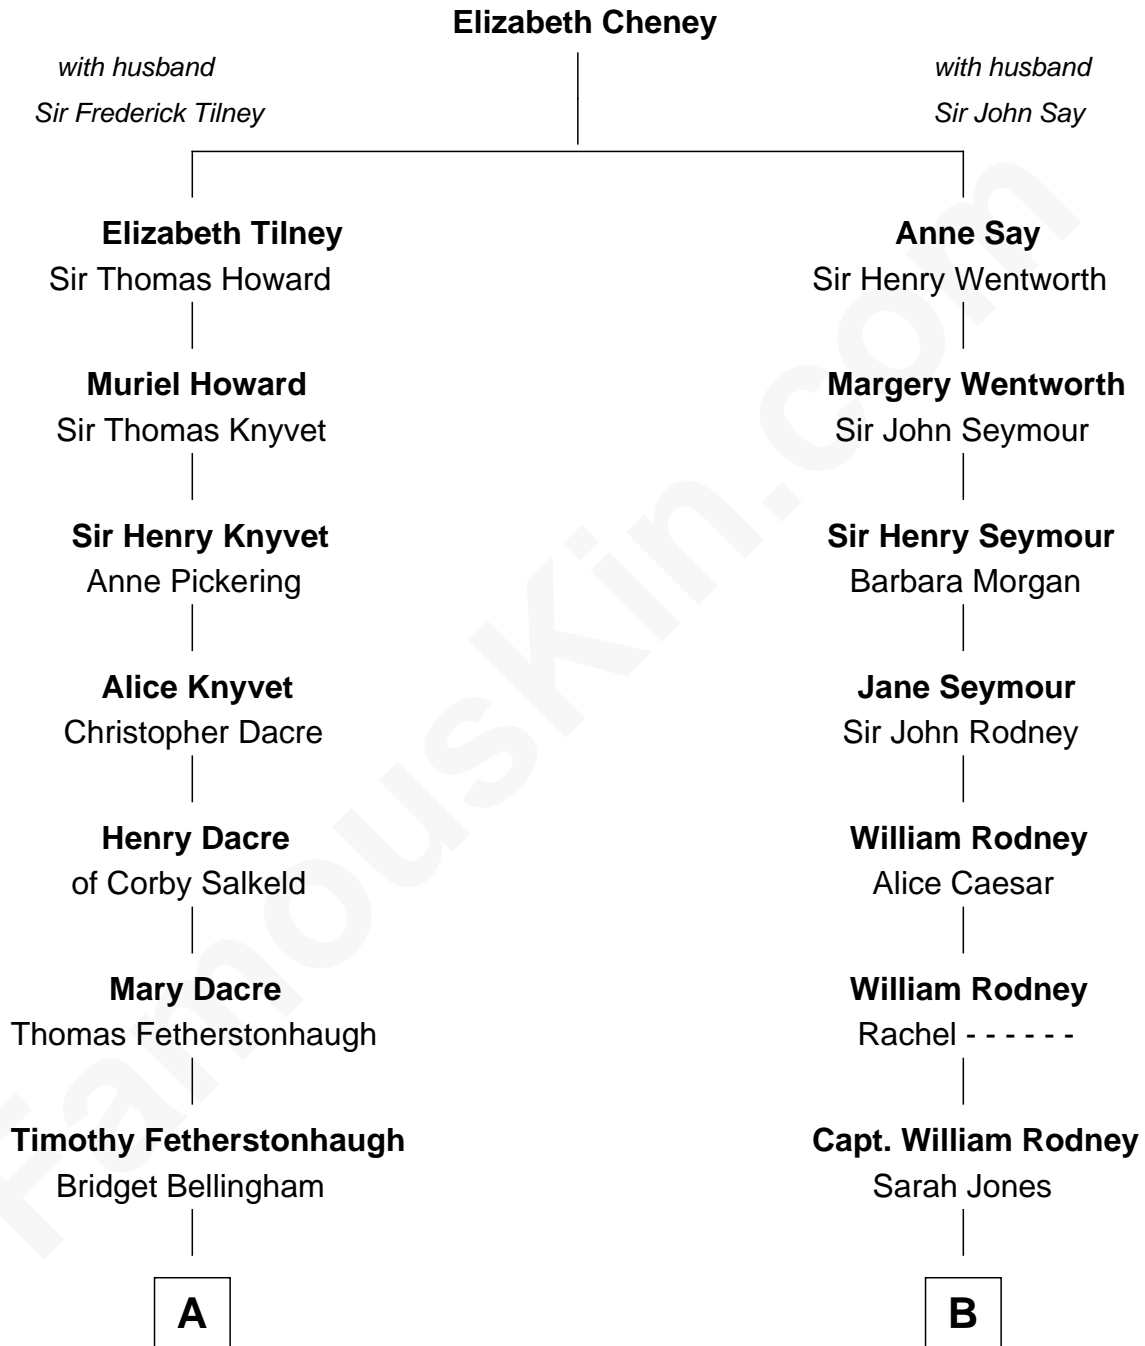 Elizabeth Cheney
with husband
Sir Frederick Tilney
with husband
Sir John Say
Elizabeth Tilney
Sir Thomas Howard
Anne Say
Sir Henry Wentworth
Muriel Howard
Sir Thomas Knyvet
Margery Wentworth
Sir John Seymour
Sir Henry Knyvet
Anne Pickering
Sir Henry Seymour
Barbara Morgan
Alice Knyvet
Christopher Dacre
Jane Seymour
Sir John Rodney
Henry Dacre
of Corby Salkeld
William Rodney
Alice Caesar
Mary Dacre
Thomas Fetherstonhaugh
William Rodney
Rachel - - - - - -
Timothy Fetherstonhaugh
Bridget Bellingham
Capt. William Rodney
Sarah Jones
A
B
FamousKin.com